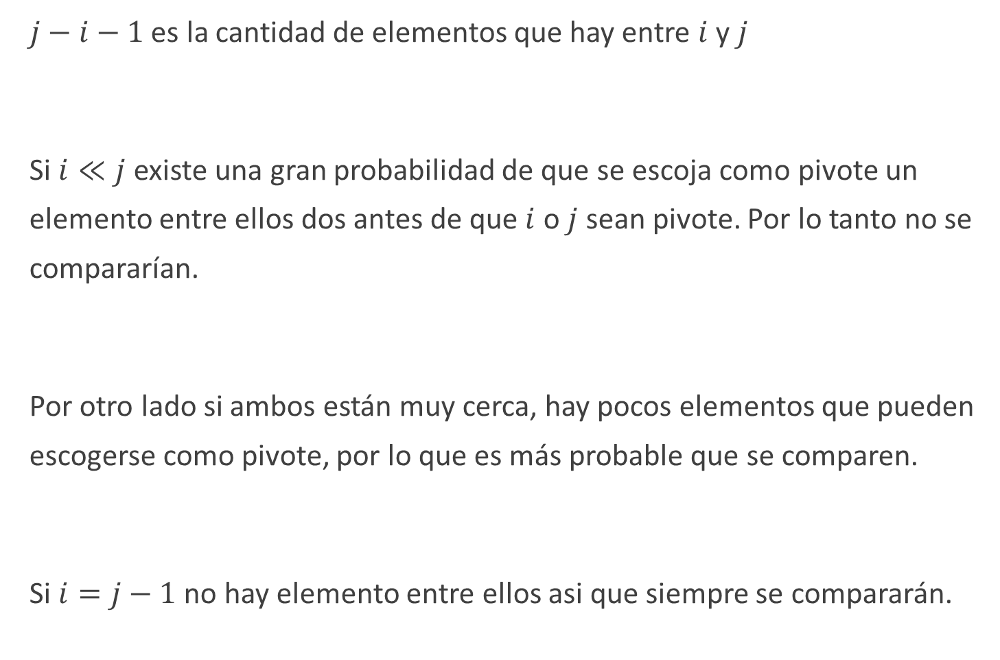 j − i − 1 es la cantidad de elementos que hay entre i y j
Si i ≪ j existe una gran probabilidad de que se escoja como pivote un
elemento entre ellos dos antes de que i o j sean pivote. Por lo tanto no se
compararían.
Por otro lado si ambos están muy cerca, hay pocos elementos que pueden
escogerse como pivote, por lo que es más probable que se comparen.
Si i = j − 1 no hay elemento entre ellos asi que siempre se compararán.